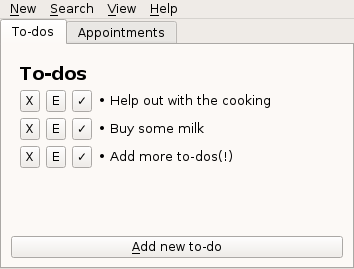 New Search View Help
To-dos Appointments
To-dos
X E ✓ • Help out with the cooking
X E ✓ • Buy some milk
X E ✓ • Add more to-dos(!)
Add new to-do